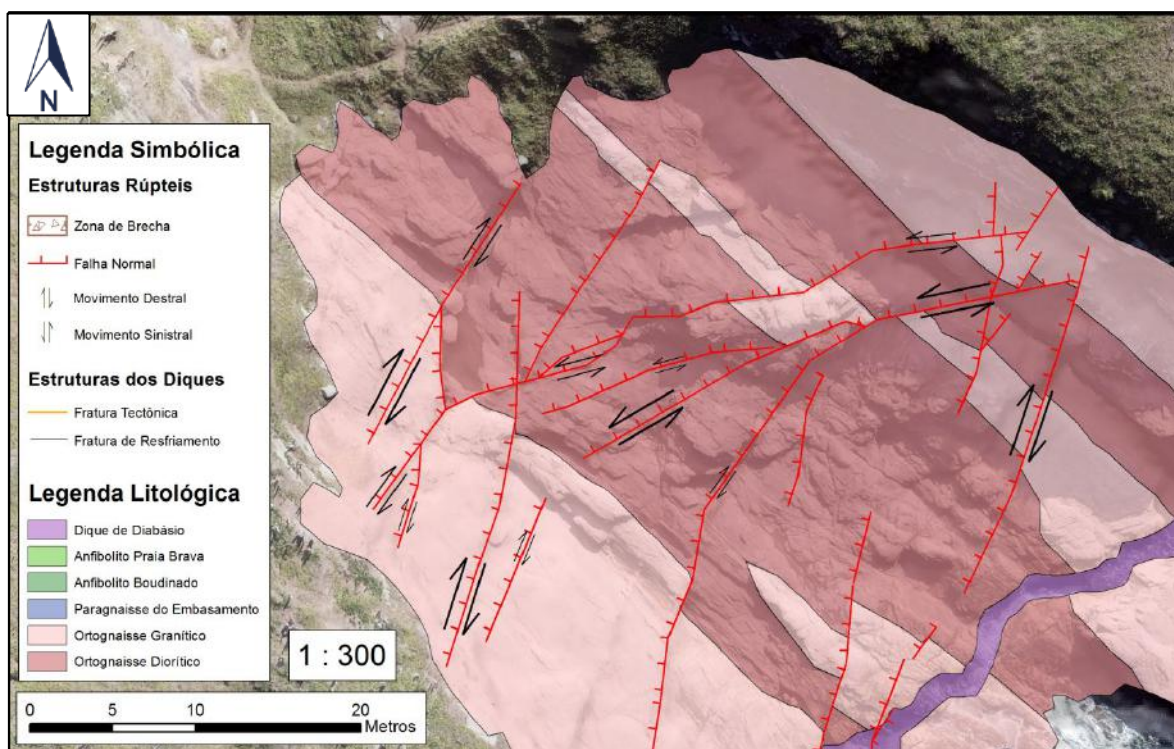 N
Legenda Simbólica
Estruturas Rúpteis
Zona de Brecha
Falha Normal
Movimento Destral
Movimento Sinistral
Estruturas dos Diques
Fratura Tectônica
Fratura de Resfriamento
Legenda Litológica
Dique de Diabásio
Anfibolito Praia Brava
Anfibolito Boudinado
Paragnaisse do Embasamento
Ortognaisse Granítico
Ortognaisse Diorítico
1 : 300
0 5 10 20
Metros